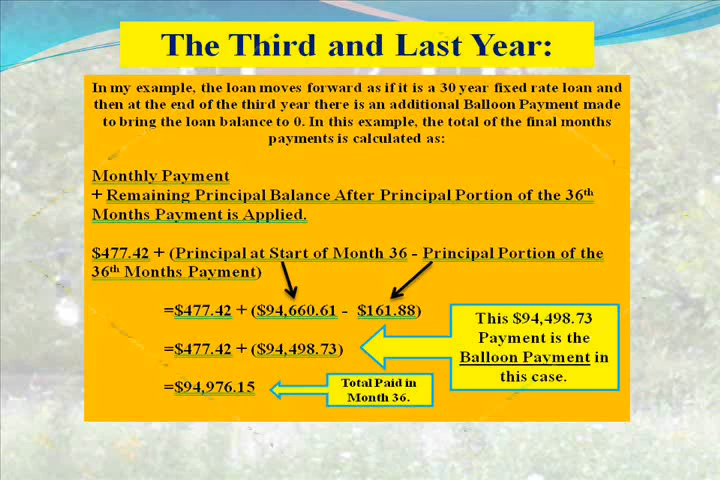 The Third and Last Year:
In my example, the loan moves forward as if it is a 30 year fixed rate loan and
then at the end of the third year there is an additional Balloon Payment made
to bring the loan balance to 0. In this example, the total of the final months
payments is calculated as:
Monthly Payment
+ Remaining Principal Balance After Principal Portion of the 36th
Months Payment is Applied.
$477.42 + (Principal at Start of Month 36 - Principal Portion of the
36th Months Payment)
=$477.42 + ($94,660.61 - $161.88)
=$477.42 + ($94,498.73)
=$94,976.15
This $94,498.73
Payment is the
Balloon Payment in
this case.
Total Paid in
Month 36.